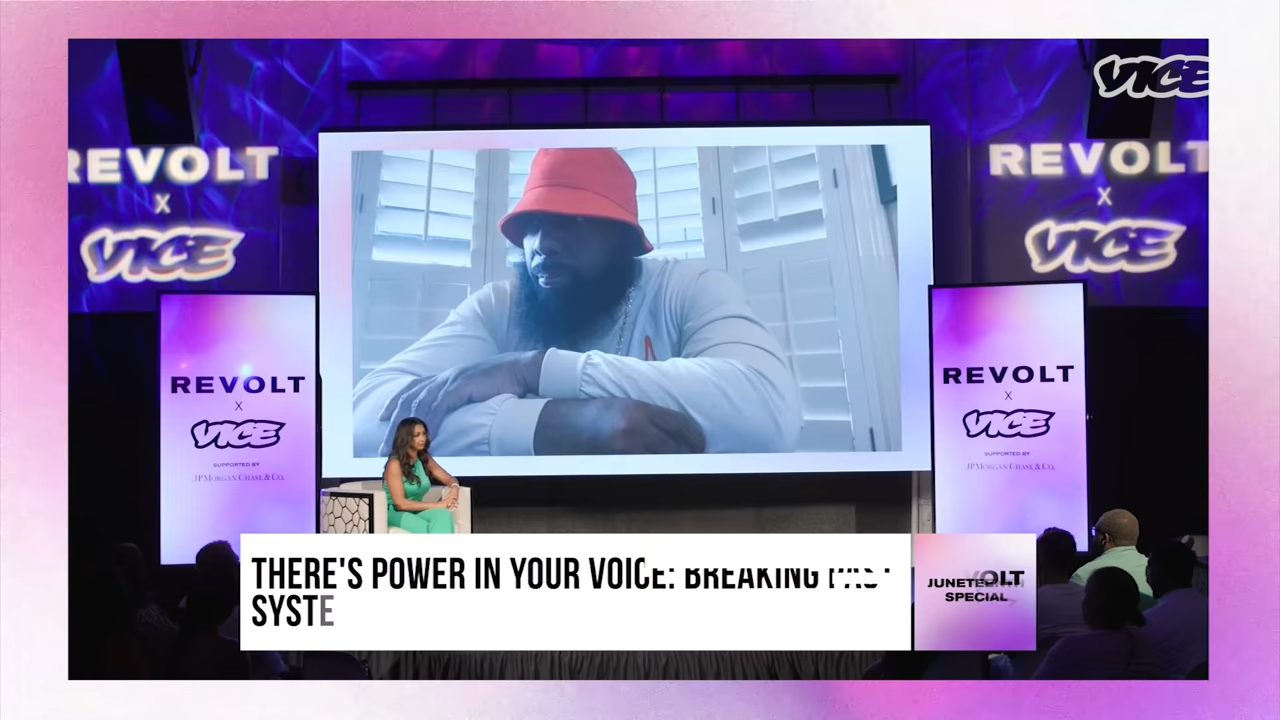 VICE
REVOLT
X
VICE
REVOLT
X
VICE
REVOLT
X
VICE
SUPPORTED BY
JPMORGAN CHASE & CO.
REVOLT
X
VICE
SUPPORTED BY
JPMORGAN CHASE & CO.
THERE'S POWER IN YOUR VOICE: BREAKING
SYSTE
SPECIAL